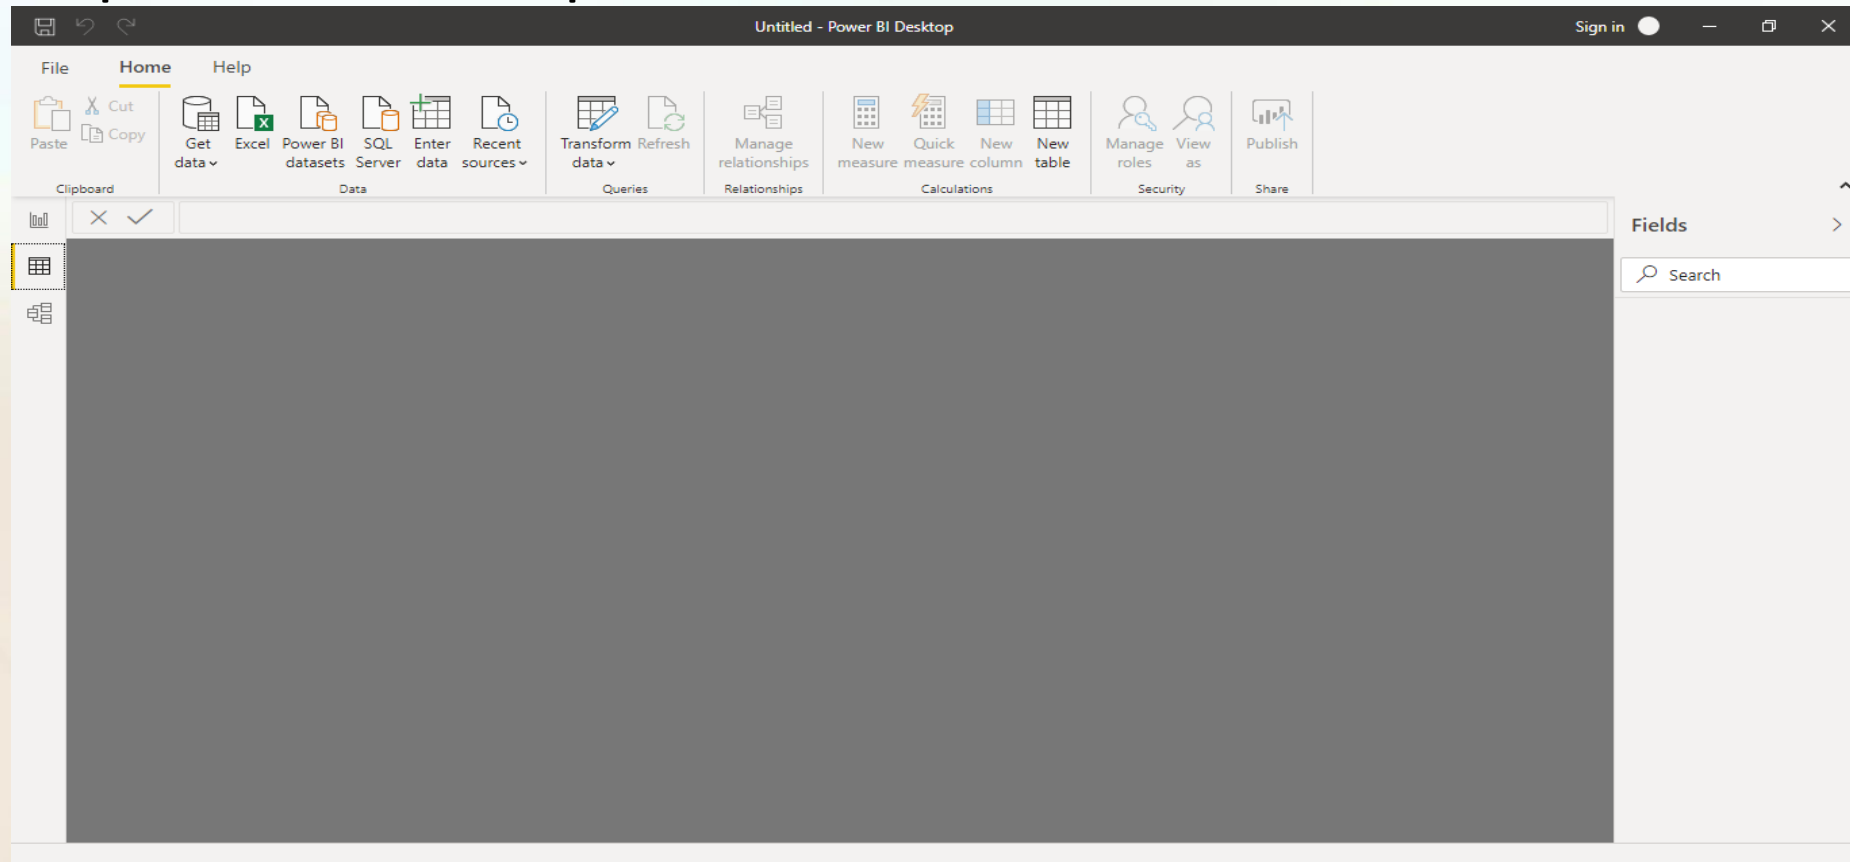 Untitled - Power BI Desktop
Sign in
File Home Help
Paste
Cut
Copy
Get data
Excel
Power BI datasets
SQL Server
Enter data
Recent sources
Transform data
Refresh
Manage relationships
New measure
Quick measure
New column
New table
Manage roles
View as
Publish
Clipboard
Data
Queries
Relationships
Calculations
Security
Share
Fields
Search